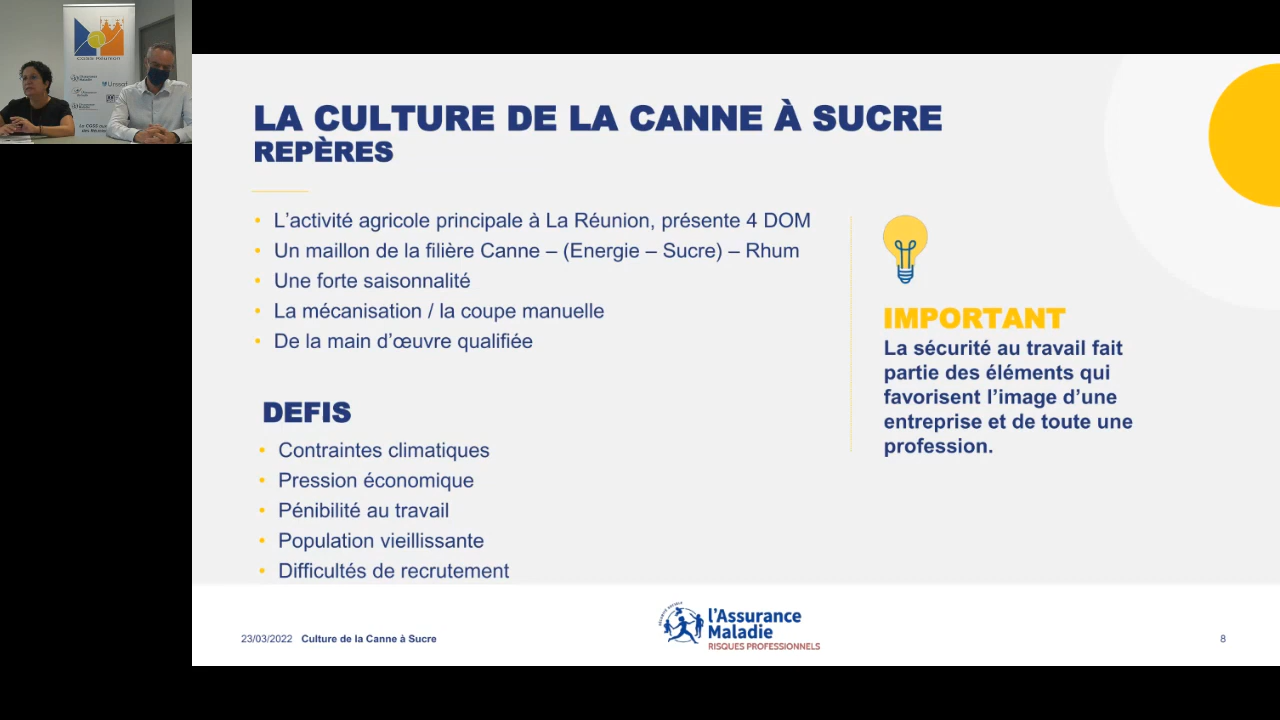 CGSS Réunion
LA CULTURE DE LA CANNE À SUCRE
REPÈRES
• L’activité agricole principale à La Réunion, présente 4 DOM
• Un maillon de la filière Canne – (Energie – Sucre) – Rhum
• Une forte saisonnalité
• La mécanisation / la coupe manuelle
• De la main d’œuvre qualifiée
DEFIS
• Contraintes climatiques
• Pression économique
• Pénibilité au travail
• Population vieillissante
• Difficultés de recrutement
IMPORTANT
La sécurité au travail fait
partie des éléments qui
favorisent l’image d’une
entreprise et de toute une
profession.
23/03/2022 Culture de la Canne à Sucre
l’Assurance
Maladie
RISQUES PROFESSIONNELS
8